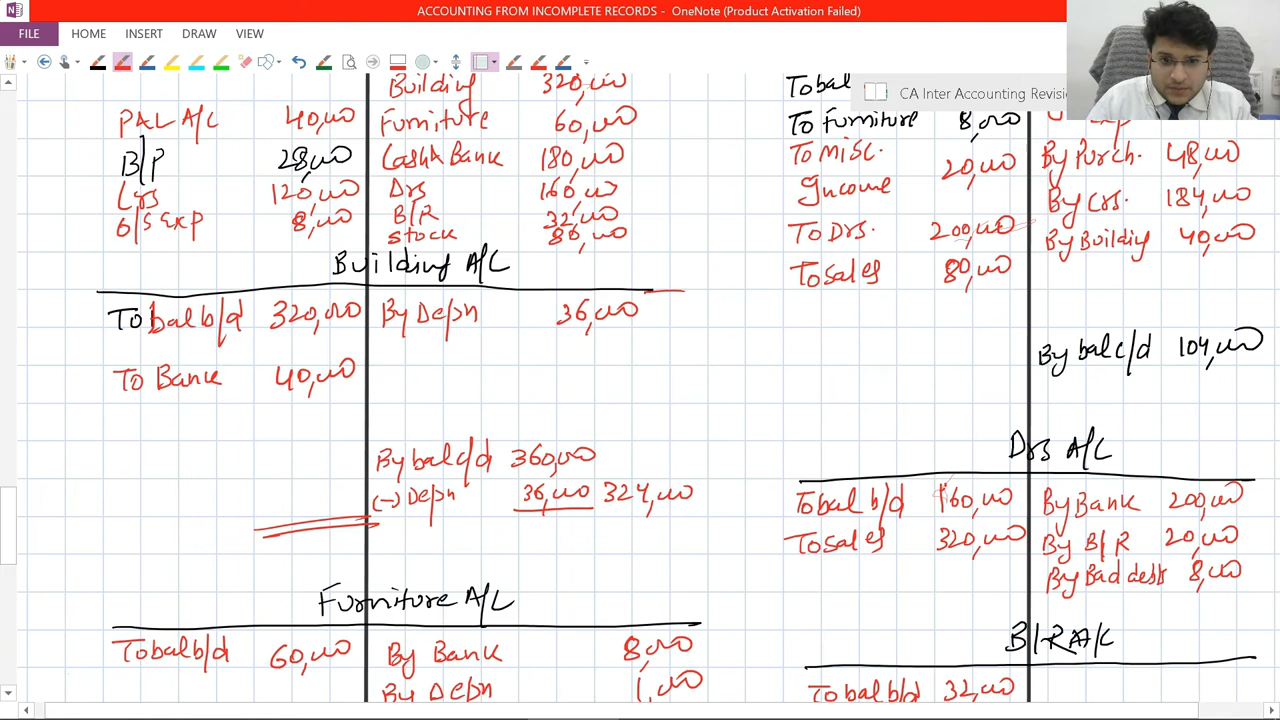 ACCOUNTING FROM INCOMPLETE RECORDS - OneNote (Product Activation Failed)
FILE HOME INSERT DRAW VIEW
CA Inter Accounting Revisi
Building 320,000
P&L A/C 40,000 Furniture 60,000
B/P 28,000 Cash & Bank 180,000
Crs 120,000 Drs 160,000
O/S Exp 8,000 B/R 32,000
Stock 80,000
Building A/C
To bal b/d 320,000 By Depn 36,000
To Bank 40,000
By bal c/d 360,000
(-) Depn 36,000 324,000
Furniture A/C
To bal b/d 60,000 By Bank 8,000
By Depn 1,000
To bal
To Furniture 8,000
To Misc. Income 20,000 By Purch. 48,000
By Crs. 184,000
To Drs. 200,000 By Building 40,000
To Sales 80,000
By bal c/d 104,000
Drs A/C
To bal b/d 160,000 By Bank 200,000
To Sales 320,000 By B/R 20,000
By Bad debts 8,000
B/R A/C
To bal b/d 32,000